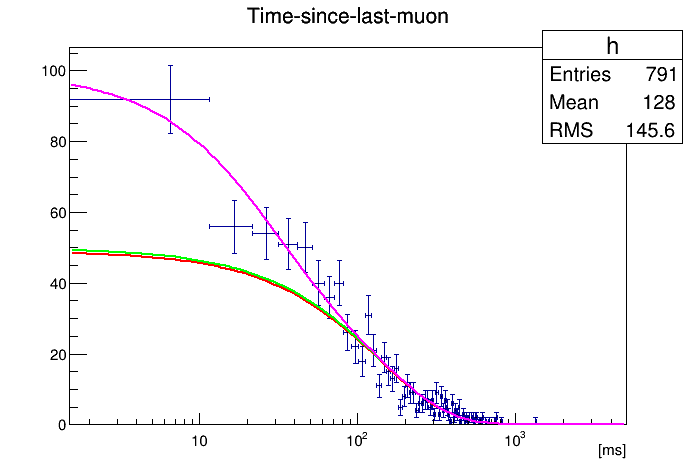 Time-since-last-muon
h
Entries 791
Mean 128
RMS 145.6
100
80
60
40
20
0
10 10² 10³
[ms]